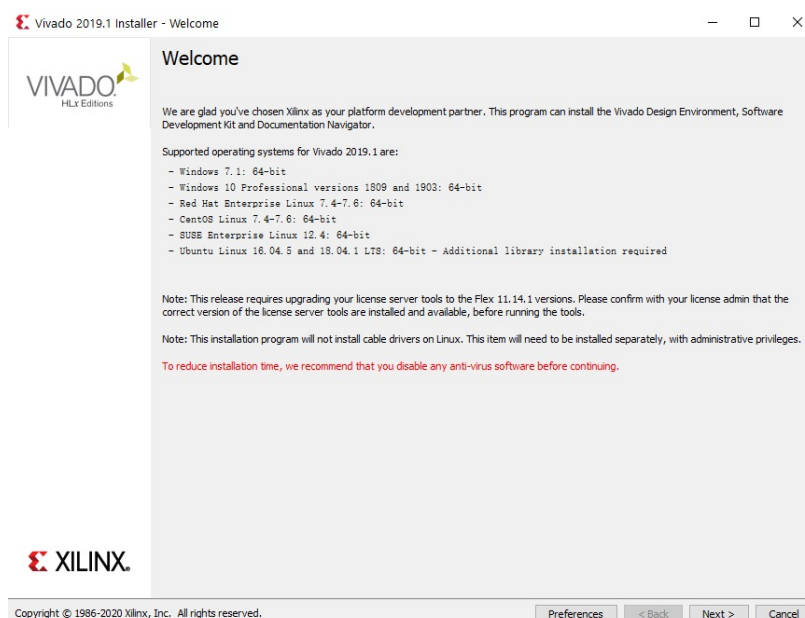 Vivado 2019.1 Installer - Welcome
VIVADO.
HLx Editions
Welcome
We are glad you've chosen Xilinx as your platform development partner. This program can install the Vivado Design Environment, Software
Development Kit and Documentation Navigator.
Supported operating systems for Vivado 2019.1 are:
- Windows 7.1: 64-bit
- Windows 10 Professional versions 1809 and 1903: 64-bit
- Red Hat Enterprise Linux 7.4-7.6: 64-bit
- CentOS Linux 7.4-7.6: 64-bit
- SUSE Enterprise Linux 12.4: 64-bit
- Ubuntu Linux 16.04.5 and 18.04.1 LTS: 64-bit - Additional library installation required
Note: This release requires upgrading your license server tools to the Flex 11.14.1 versions. Please confirm with your license admin that the
correct version of the license server tools are installed and available, before running the tools.
Note: This installation program will not install cable drivers on Linux. This item will need to be installed separately, with administrative privileges.
To reduce installation time, we recommend that you disable any anti-virus software before continuing.
XILINX.
Copyright © 1986-2020 Xilinx, Inc. All rights reserved.
Preferences
< Back
Next >
Cancel